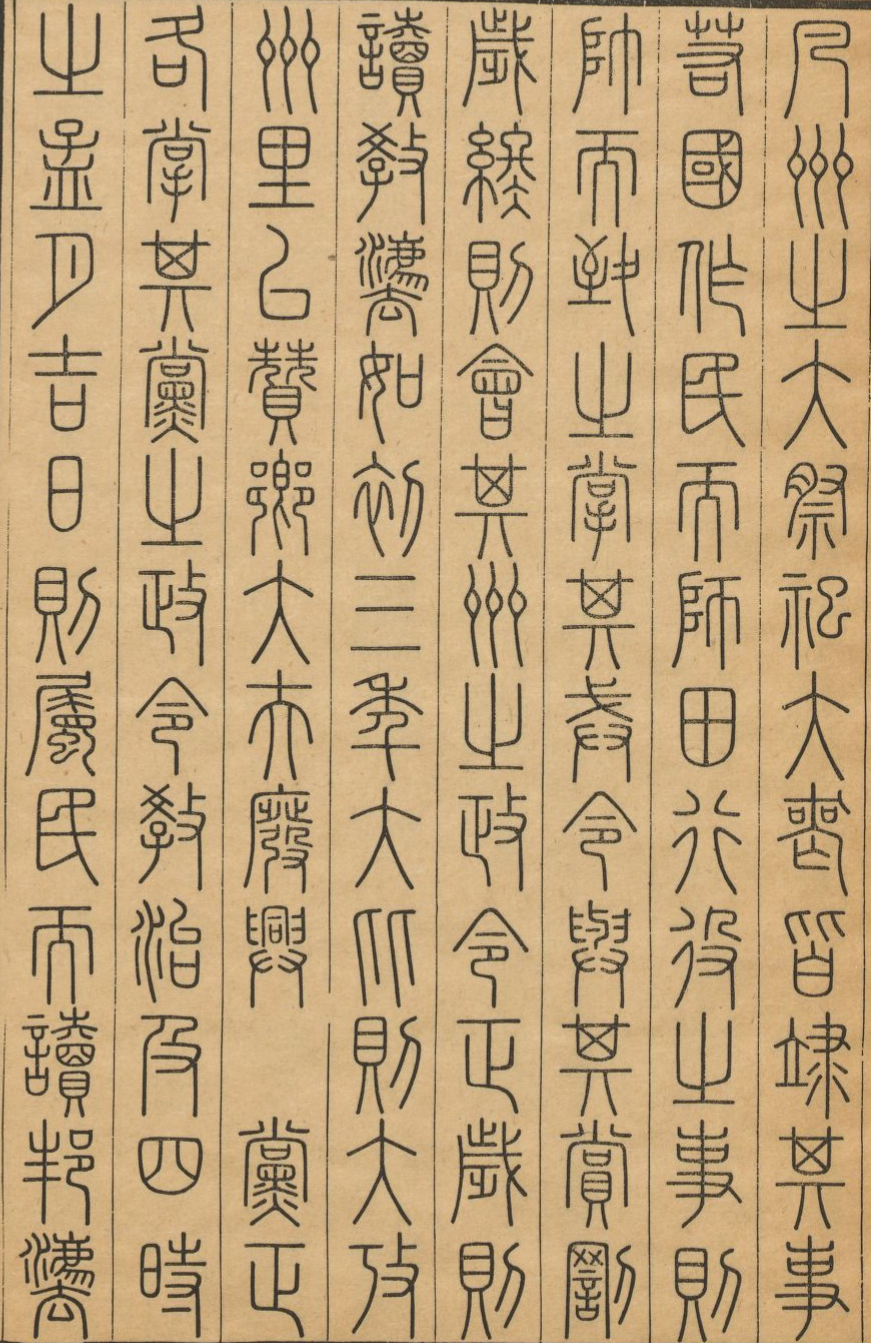 凡州之大祭祀大喪皆涖其事
若國作民而師田行役之事則
帥而致之掌其戒令與其賞罰
歲終則會其州之政令正歲則
讀教灋如初三年大比則大攷
州里以贊鄉大夫廢興　黨正
各掌其黨之政令教治及四時
之孟月吉日則屬民而讀邦灋